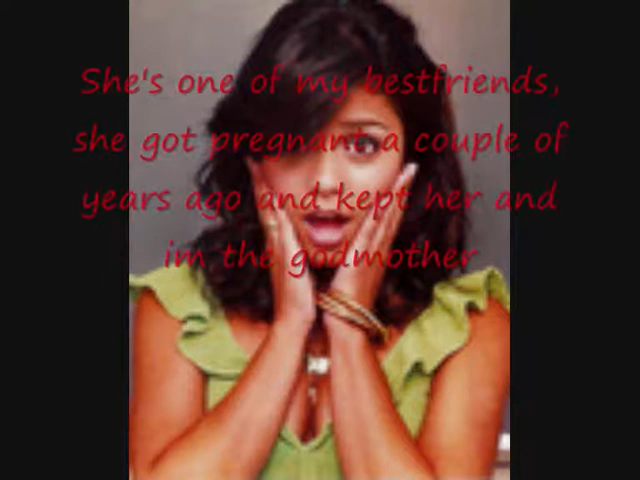 She's one of my bestfriends,
she got pregnant a couple of
years ago and kept her and
im the godmother